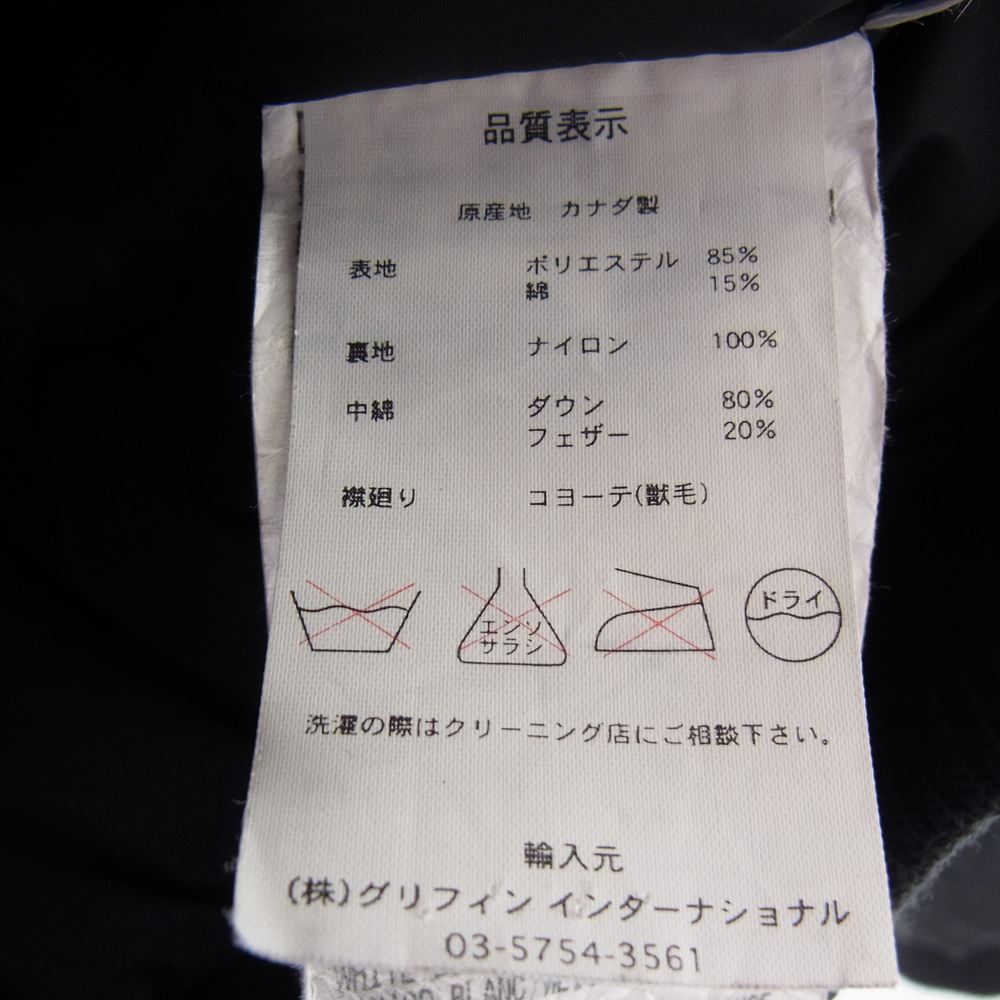 品質表示
原産地 カナダ製
表地 ポリエステル 85%
綿 15%
裏地 ナイロン 100%
中綿 ダウン 80%
フェザー 20%
襟廻り コヨーテ(獣毛)
エンソ
サラシ
ドライ
洗濯の際はクリーニング店にご相談下さい。
輸入元
(株)グリフィン インターナショナル
03-5754-3561
WHITE
BLANC